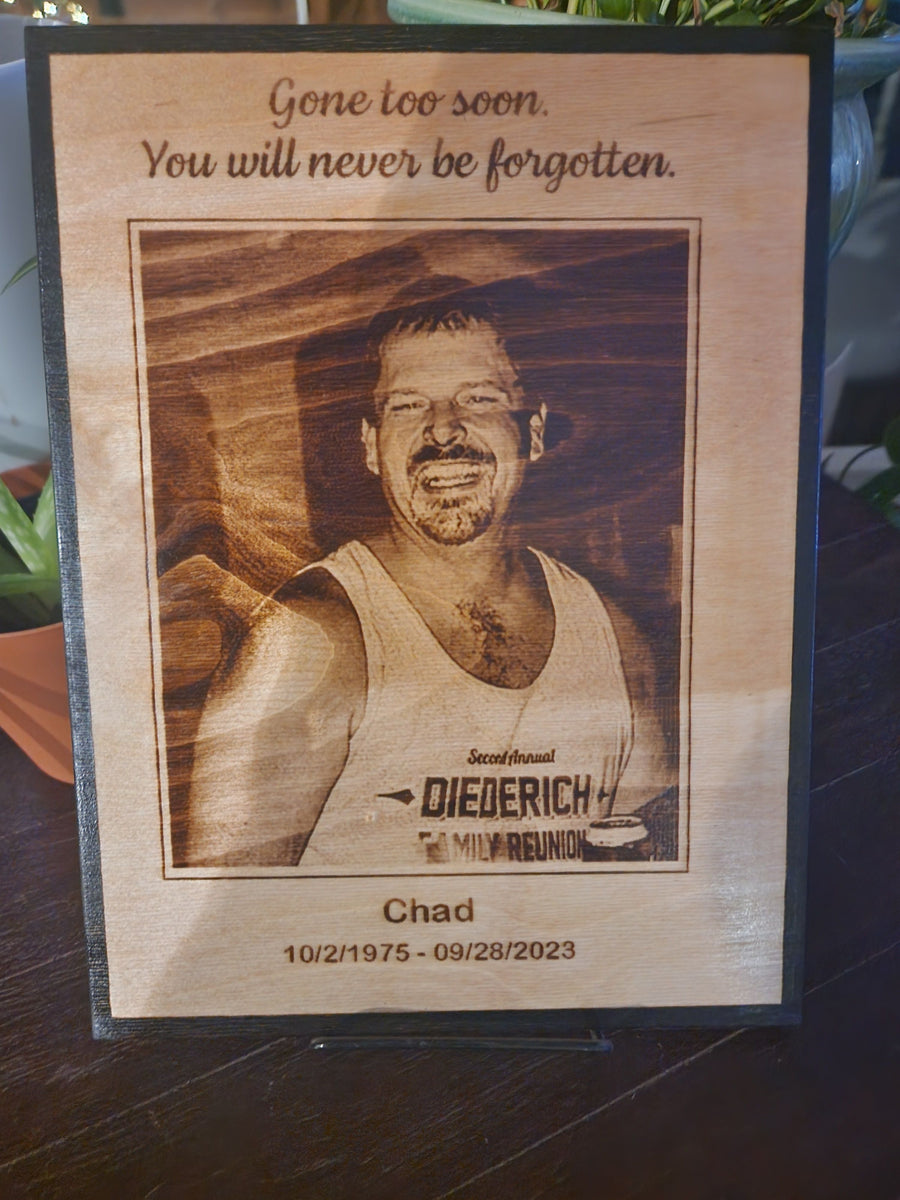 Gone too soon.
You will never be forgotten.
Second Annual
DIEDERICH
FAMILY REUNION
Chad
10/2/1975 - 09/28/2023